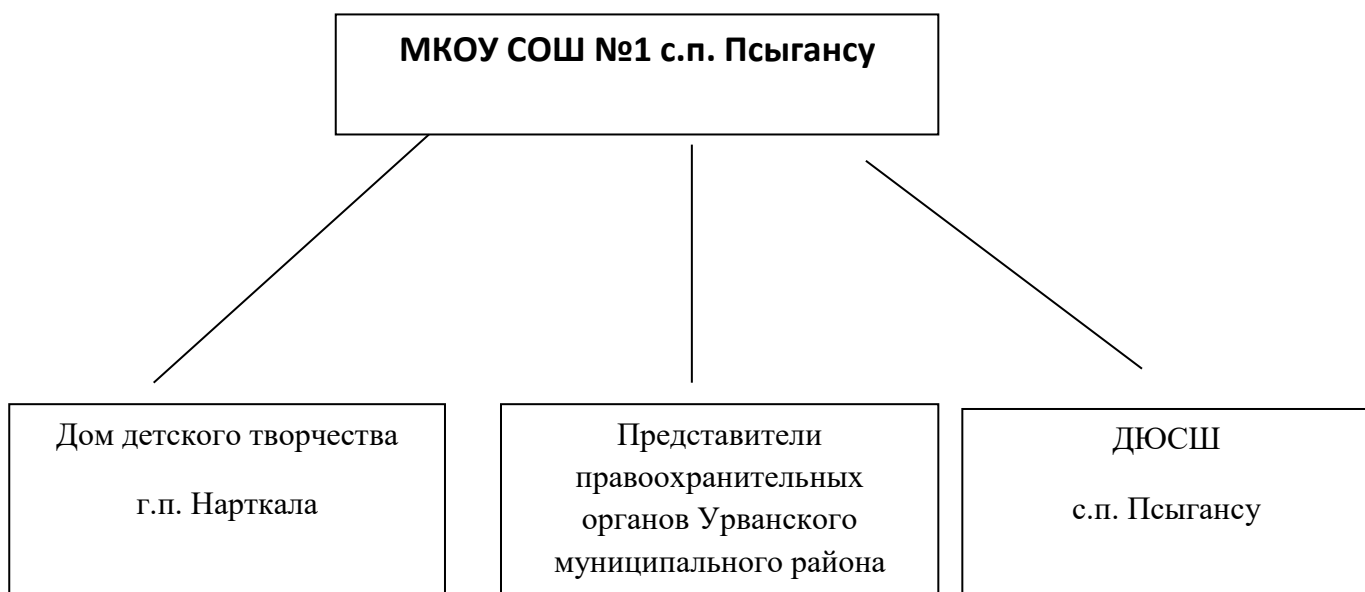 МКОУ СОШ №1 с.п. Псыгансу
Дом детского творчества
г.п. Нарткала
Представители
правоохранительных
органов Урванского
муниципального района
ДЮСШ
с.п. Псыгансу